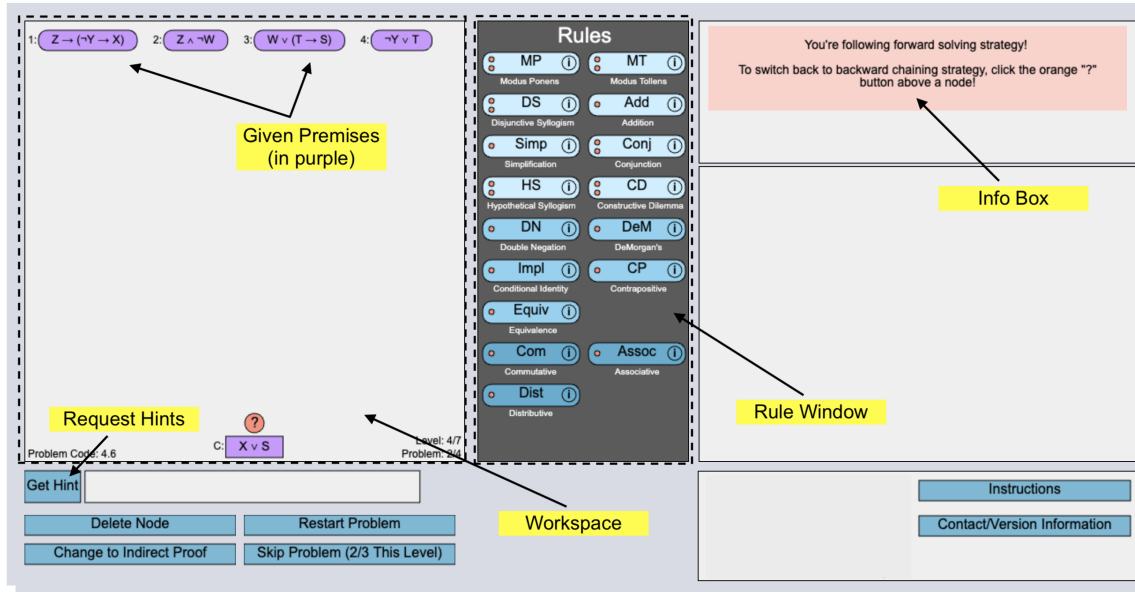 1: Z → (¬Y → X) 2: Z ∧ ¬W 3: W ∨ (T → S) 4: ¬Y ∨ T
Given Premises
(in purple)
Rules
MP i MT i
Modus Ponens Modus Tollens
DS i Add i
Disjunctive Syllogism Addition
Simp i Conj i
Simplification Conjunction
HS i CD i
Hypothetical Syllogism Constructive Dilemma
DN i DeM i
Double Negation DeMorgan's
Impl i CP i
Conditional Identity Contrapositive
Equiv i
Equivalence
Com i Assoc i
Commutative Associative
Dist i
Distributive
You're following forward solving strategy!
To switch back to backward chaining strategy, click the orange "?"
button above a node!
Info Box
Rule Window
Request Hints
?
C: X ∨ S
Level: 4/7
Problem Code: 4.6 Problem: 2/4
Get Hint
Workspace
Delete Node Restart Problem
Change to Indirect Proof Skip Problem (2/3 This Level)
Instructions
Contact/Version Information